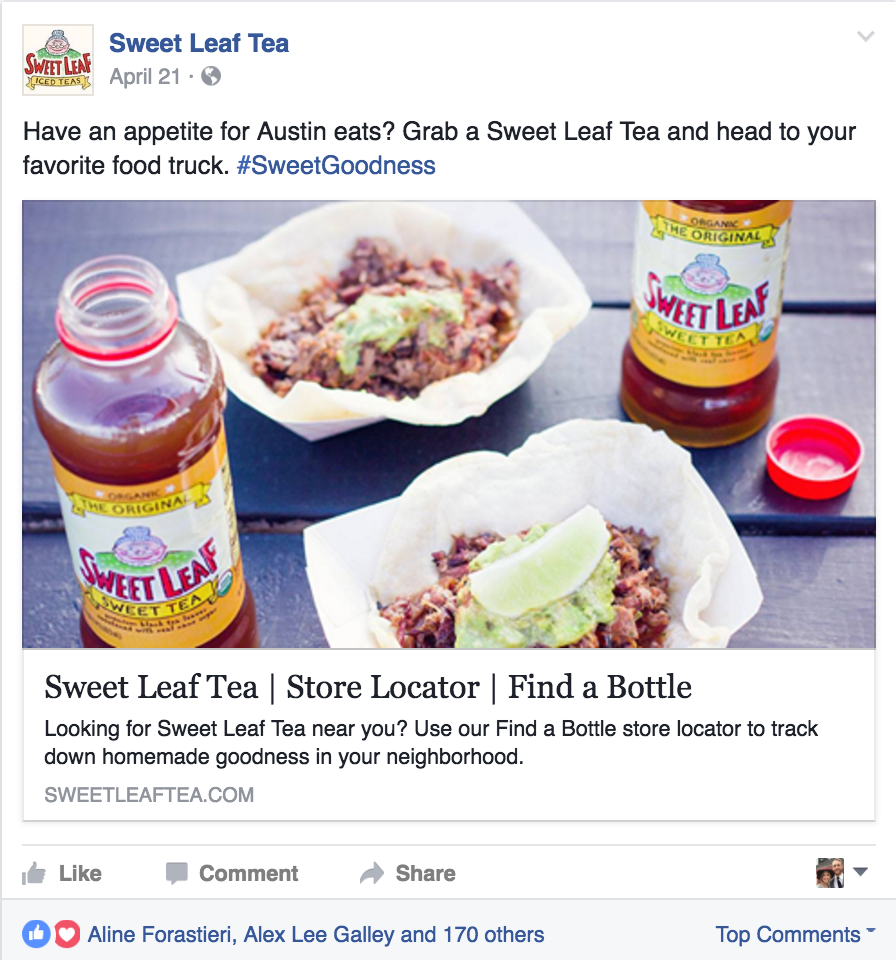 SWEET LEAF
ICED TEAS
Sweet Leaf Tea
April 21 ·
Have an appetite for Austin eats? Grab a Sweet Leaf Tea and head to your
favorite food truck. #SweetGoodness
ORGANIC
THE ORIGINAL
SWEET LEAF
SWEET TEA
ORGANIC
THE ORIGINAL
SWEET LEAF
SWEET TEA
Sweet Leaf Tea | Store Locator | Find a Bottle
Looking for Sweet Leaf Tea near you? Use our Find a Bottle store locator to track
down homemade goodness in your neighborhood.
SWEETLEAFTEA.COM
Like Comment Share
Aline Forastieri, Alex Lee Galley and 170 others Top Comments